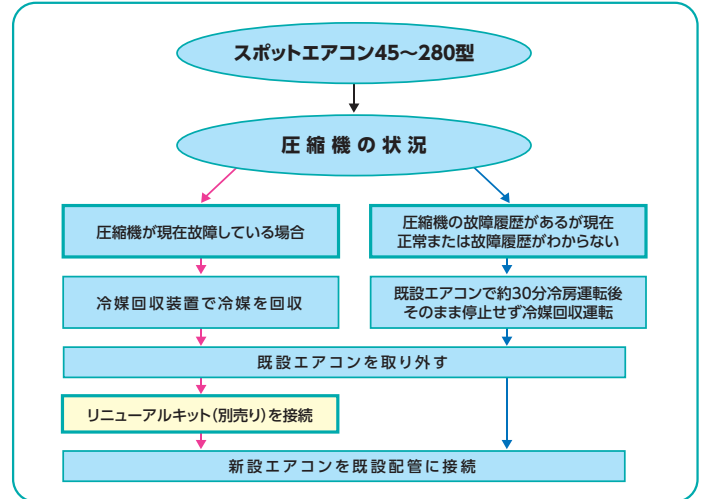 スポットエアコン45～280型
圧縮機の状況
圧縮機が現在故障している場合
圧縮機の故障履歴があるが現在
正常または故障履歴がわからない
冷媒回収装置で冷媒を回収
既設エアコンで約30分冷房運転後
そのまま停止せず冷媒回収運転
既設エアコンを取り外す
リニューアルキット(別売り)を接続
新設エアコンを既設配管に接続